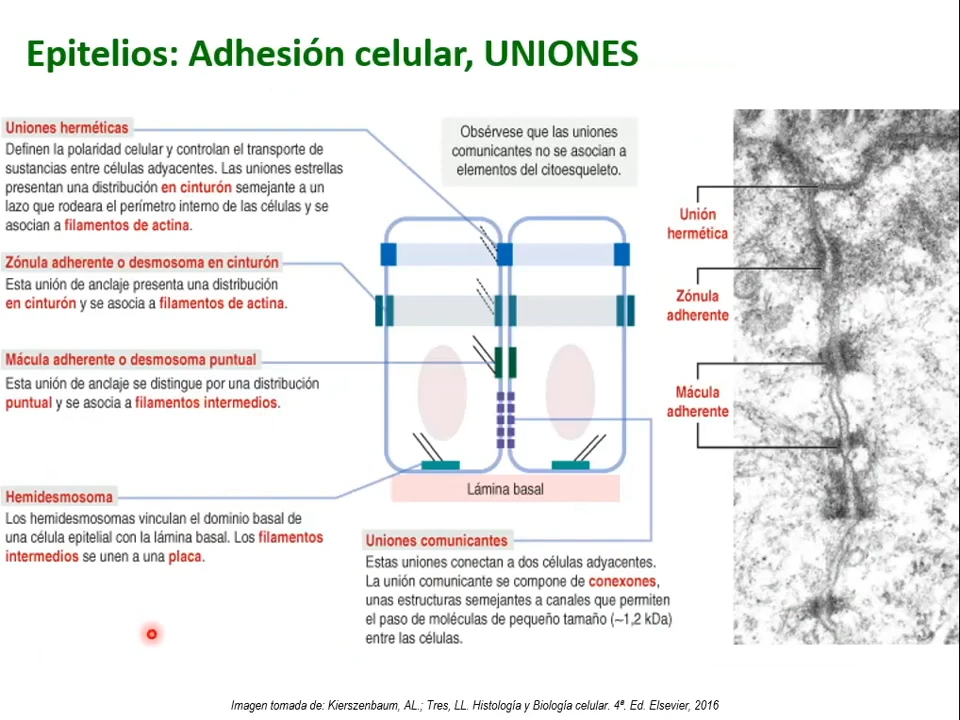 Epitelios: Adhesión celular, UNIONES
Uniones herméticas
Definen la polaridad celular y controlan el transporte de
sustancias entre células adyacentes. Las uniones estrellas
presentan una distribución en cinturón semejante a un
lazo que rodeara el perímetro interno de las células y se
asocian a filamentos de actina.
Zónula adherente o desmosoma en cinturón
Esta unión de anclaje presenta una distribución
en cinturón y se asocia a filamentos de actina.
Mácula adherente o desmosoma puntual
Esta unión de anclaje se distingue por una distribución
puntual y se asocia a filamentos intermedios.
Hemidesmosoma
Los hemidesmosomas vinculan el dominio basal de
una célula epitelial con la lámina basal. Los filamentos
intermedios se unen a una placa.
Obsérvese que las uniones
comunicantes no se asocian a
elementos del citoesqueleto.
Lámina basal
Uniones comunicantes
Estas uniones conectan a dos células adyacentes.
La unión comunicante se compone de conexones,
unas estructuras semejantes a canales que permiten
el paso de moléculas de pequeño tamaño (~1,2 kDa)
entre las células.
Unión
hermética
Zónula
adherente
Mácula
adherente
Imagen tomada de: Kierszenbaum, AL.; Tres, LL. Histología y Biología celular. 4ª. Ed. Elsevier, 2016